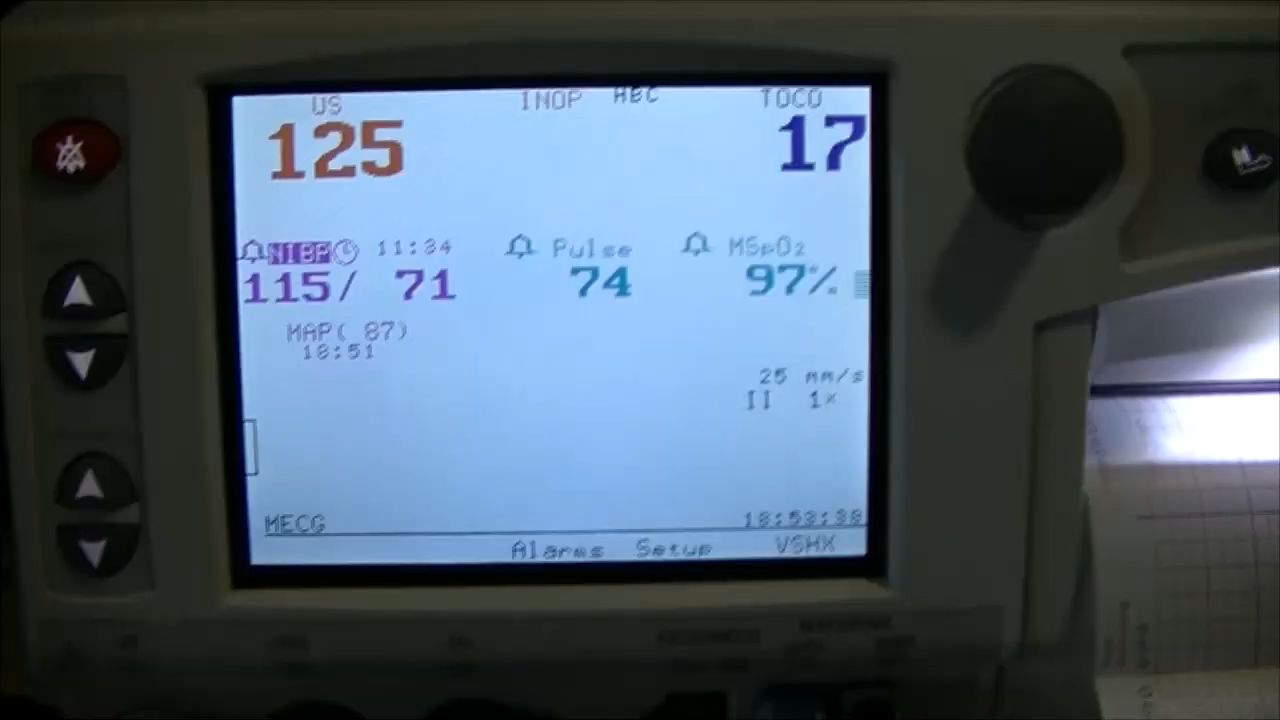 US INOP HBC TOCO
125 17
NIBP 11:34 Pulse MSpO₂
115/ 71 74 97%
MAP( 87)
18:51
25 mm/s
II 1x
MECG 18:53:38
Alarms Setup VSHX